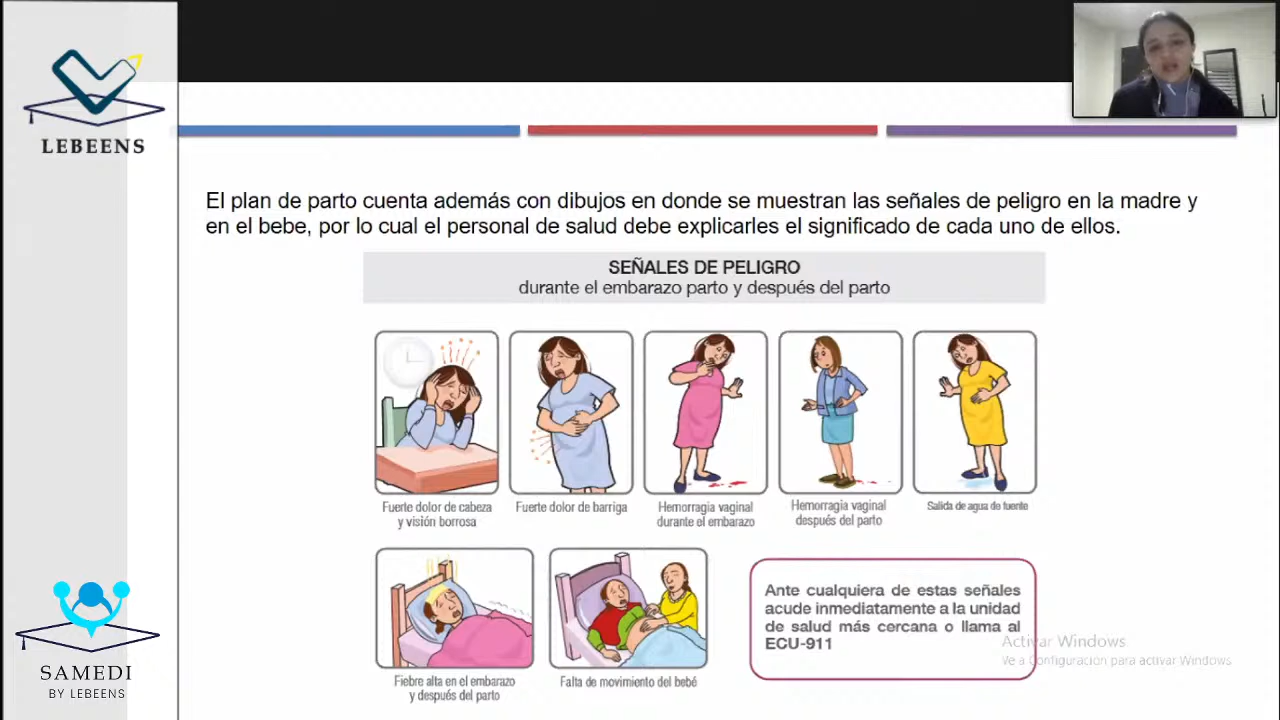 LEBEENS
El plan de parto cuenta además con dibujos en donde se muestran las señales de peligro en la madre y
en el bebe, por lo cual el personal de salud debe explicarles el significado de cada uno de ellos.
SEÑALES DE PELIGRO
durante el embarazo parto y después del parto
Fuerte dolor de cabeza
y visión borrosa
Fuerte dolor de barriga
Hemorragia vaginal
durante el embarazo
Hemorragia vaginal
después del parto
Salida de agua de fuente
Fiebre alta en el embarazo
y después del parto
Falta de movimiento del bebé
Ante cualquiera de estas señales
acude inmediatamente a la unidad
de salud más cercana o llama al
ECU-911
Activar Windows
Ve a Configuración para activar Windows
SAMEDI
BY LEBEENS